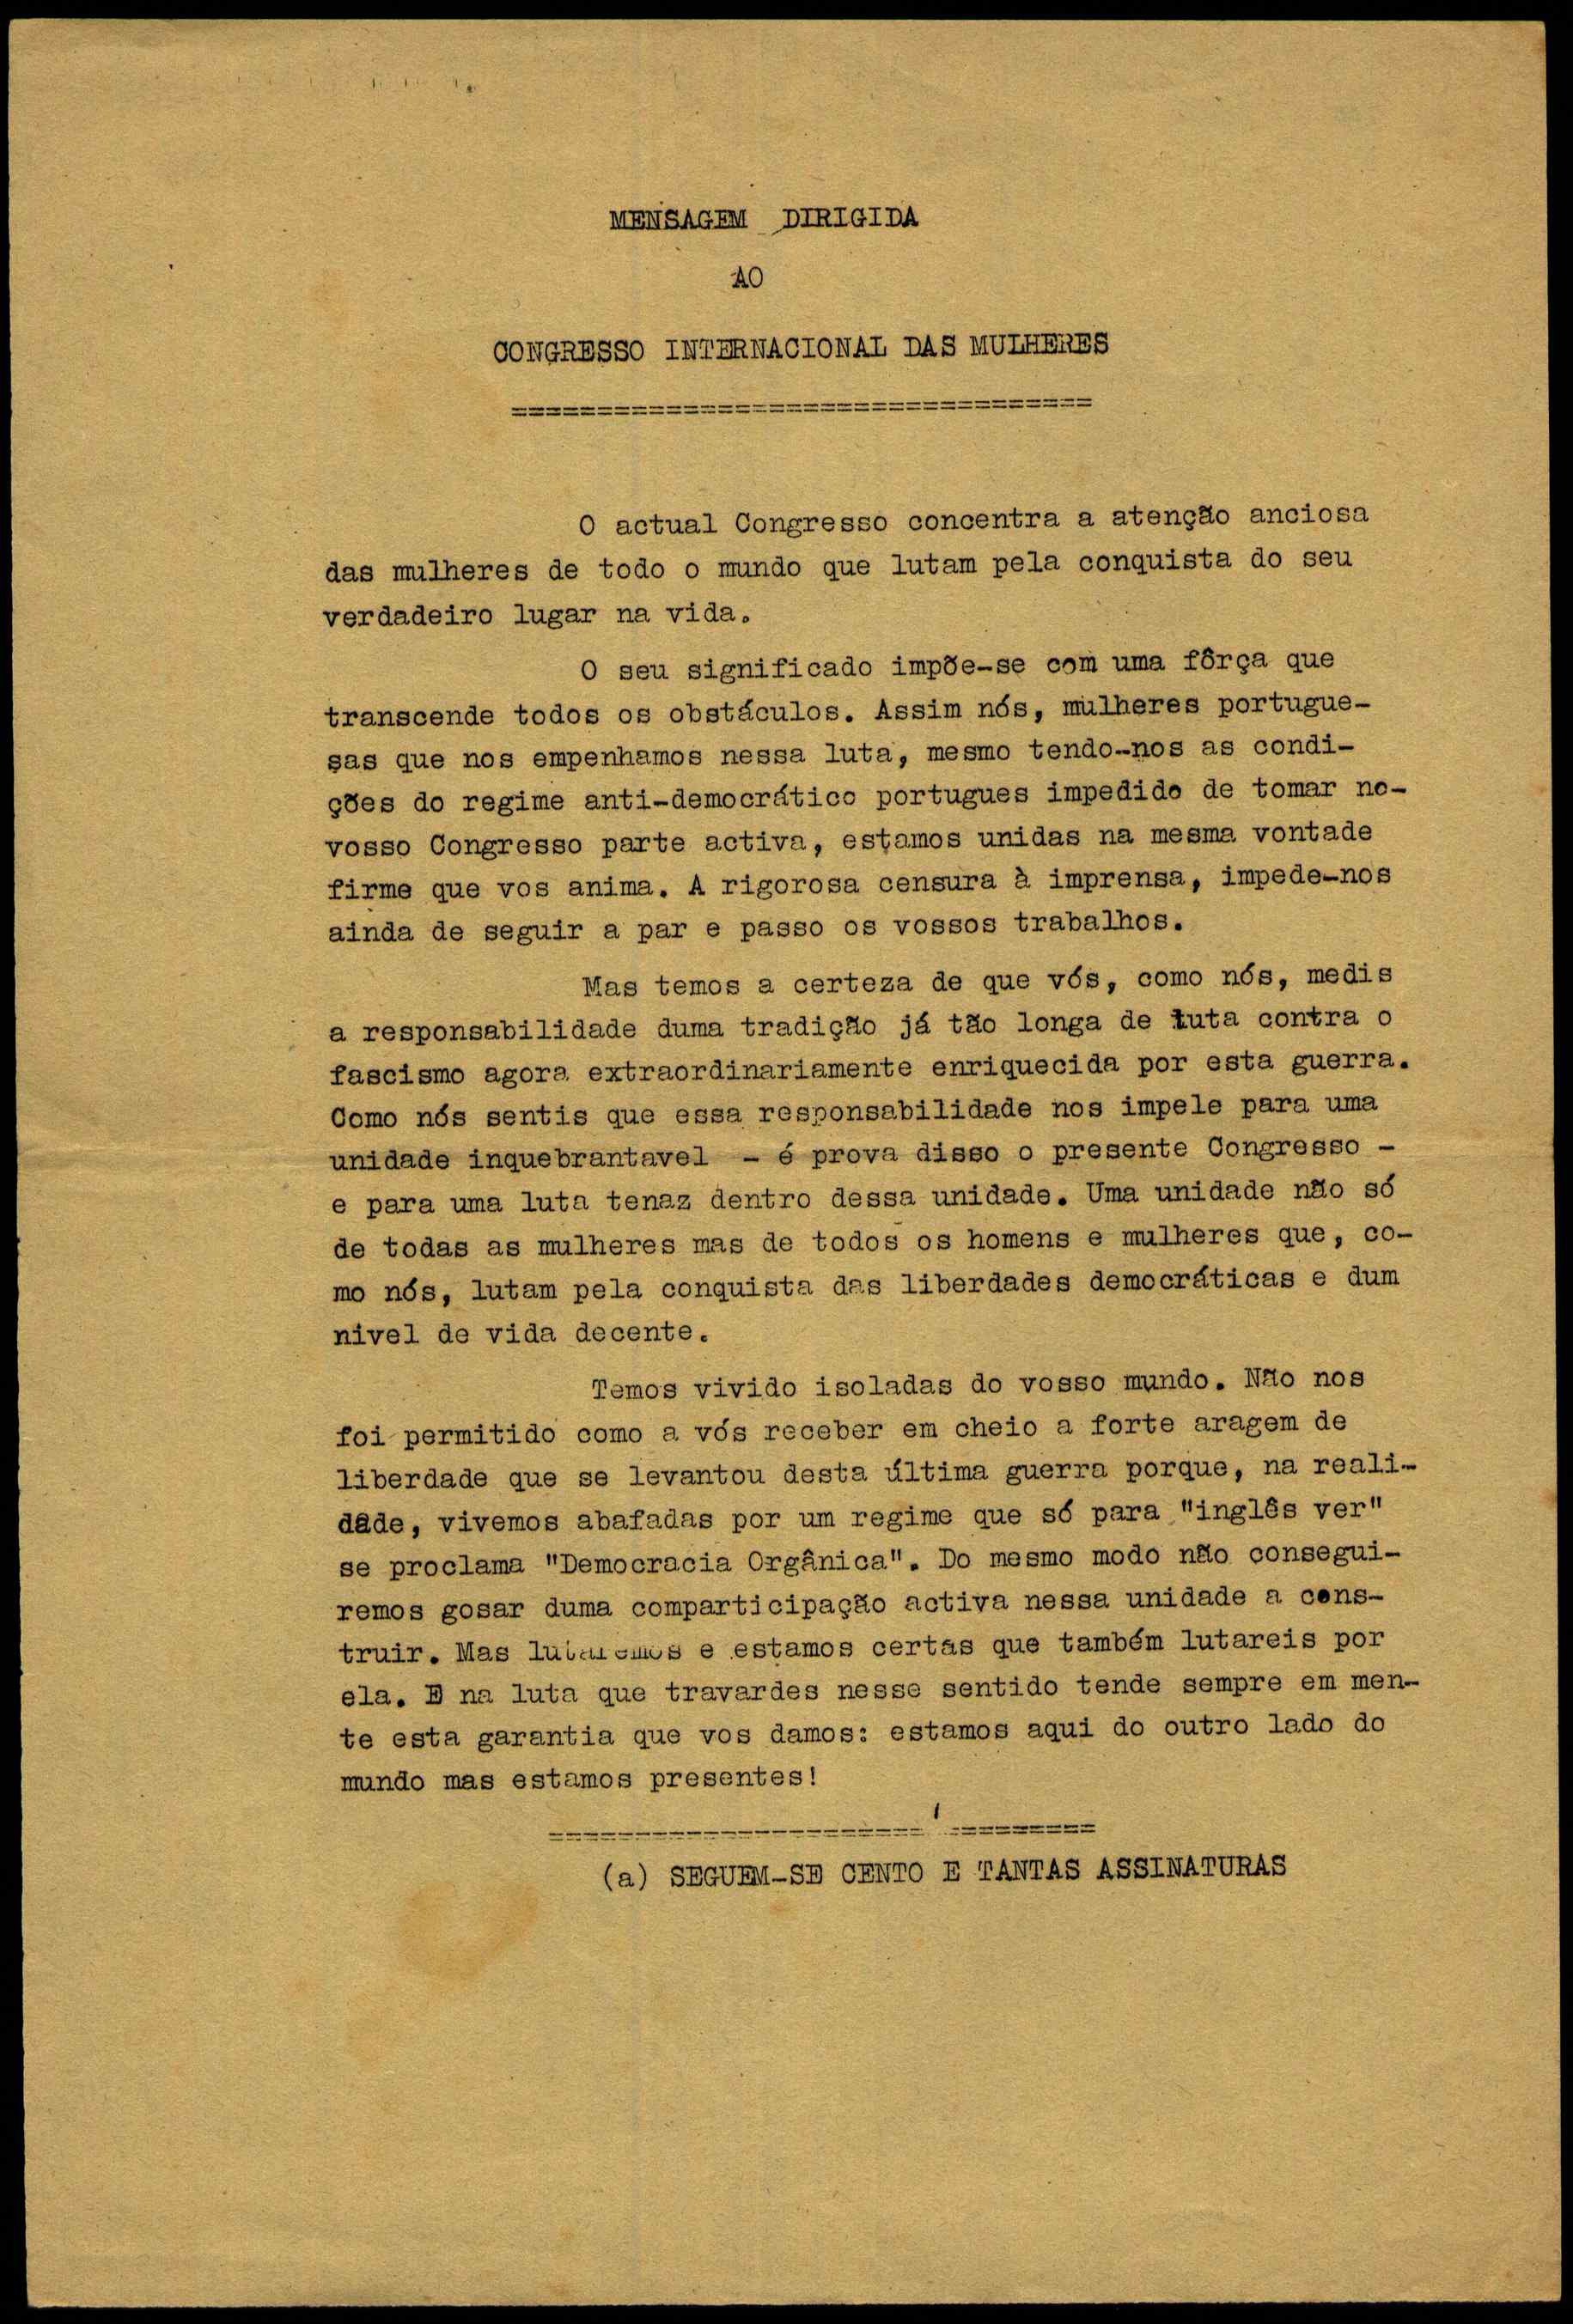 MENSAGEM DIRIGIDA
AO
CONGRESSO INTERNACIONAL DAS MULHERES
==================================
O actual Congresso concentra a atenção anciosa
das mulheres de todo o mundo que lutam pela conquista do seu
verdadeiro lugar na vida.
O seu significado impõe-se com uma fôrça que
transcende todos os obstáculos. Assim nós, mulheres portugue-
sas que nos empenhamos nessa luta, mesmo tendo-nos as condi-
ções do regime anti-democrático portugues impedido de tomar no-
vosso Congresso parte activa, estamos unidas na mesma vontade
firme que vos anima. A rigorosa censura à imprensa, impede-nos
ainda de seguir a par e passo os vossos trabalhos.
Mas temos a certeza de que vós, como nós, medis
a responsabilidade duma tradição já tão longa de luta contra o
fascismo agora extraordinariamente enriquecida por esta guerra.
Como nós sentis que essa responsabilidade nos impele para uma
unidade inquebrantavel - é prova disso o presente Congresso -
e para uma luta tenaz dentro dessa unidade. Uma unidade não só
de todas as mulheres mas de todos os homens e mulheres que, co-
mo nós, lutam pela conquista das liberdades democráticas e dum
nivel de vida decente.
Temos vivido isoladas do vosso mundo. Não nos
foi permitido como a vós receber em cheio a forte aragem de
liberdade que se levantou desta última guerra porque, na reali-
dade, vivemos abafadas por um regime que só para "inglês ver"
se proclama "Democracia Orgânica". Do mesmo modo não consegui-
remos gosar duma comparticipação activa nessa unidade a cons-
truir. Mas lutaremos e estamos certas que também lutareis por
ela. E na luta que travardes nesse sentido tende sempre em men-
te esta garantia que vos damos: estamos aqui do outro lado do
mundo mas estamos presentes!
================================
(a) SEGUEM-SE CENTO E TANTAS ASSINATURAS